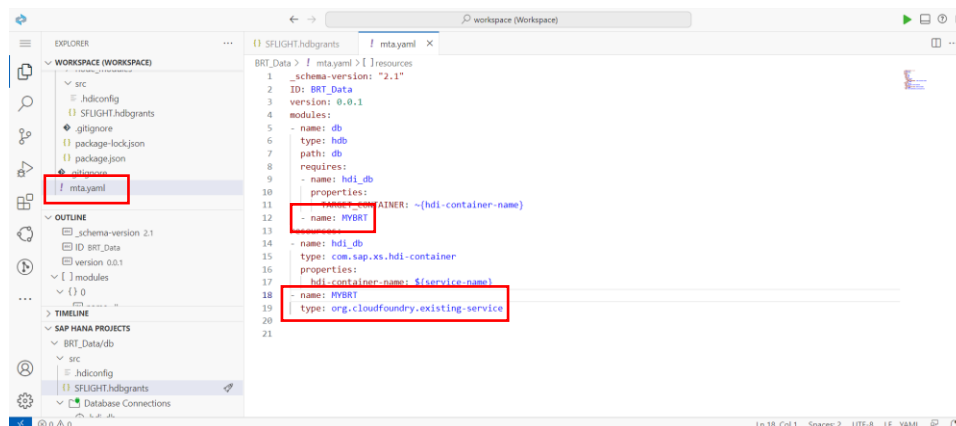 workspace (Workspace)
EXPLORER
WORKSPACE (WORKSPACE)
node_modules
src
.hdiconfig
SFLIGHT.hdbgrants
.gitignore
package-lock.json
package.json
.gitignore
mta.yaml
OUTLINE
_schema-version 2.1
ID BRT_Data
version 0.0.1
modules
{} 0
TIMELINE
SAP HANA PROJECTS
BRT_Data/db
src
.hdiconfig
SFLIGHT.hdbgrants
Database Connections
SFLIGHT.hdbgrants
mta.yaml
BRT_Data > ! mta.yaml > [ ] resources
1 _schema-version: "2.1"
2 ID: BRT_Data
3 version: 0.0.1
4 modules:
5 - name: db
6 type: hdb
7 path: db
8 requires:
9 - name: hdi_db
10 properties:
11 TARGET_CONTAINER: ~{hdi-container-name}
12 - name: MYBRT
13 resources:
14 - name: hdi_db
15 type: com.sap.xs.hdi-container
16 properties:
17 hdi-container-name: ${service-name}
18 - name: MYBRT
19 type: org.cloudfoundry.existing-service
20
21
0 0
Ln 18, Col 1 Spaces: 2 UTF-8 LF YAML